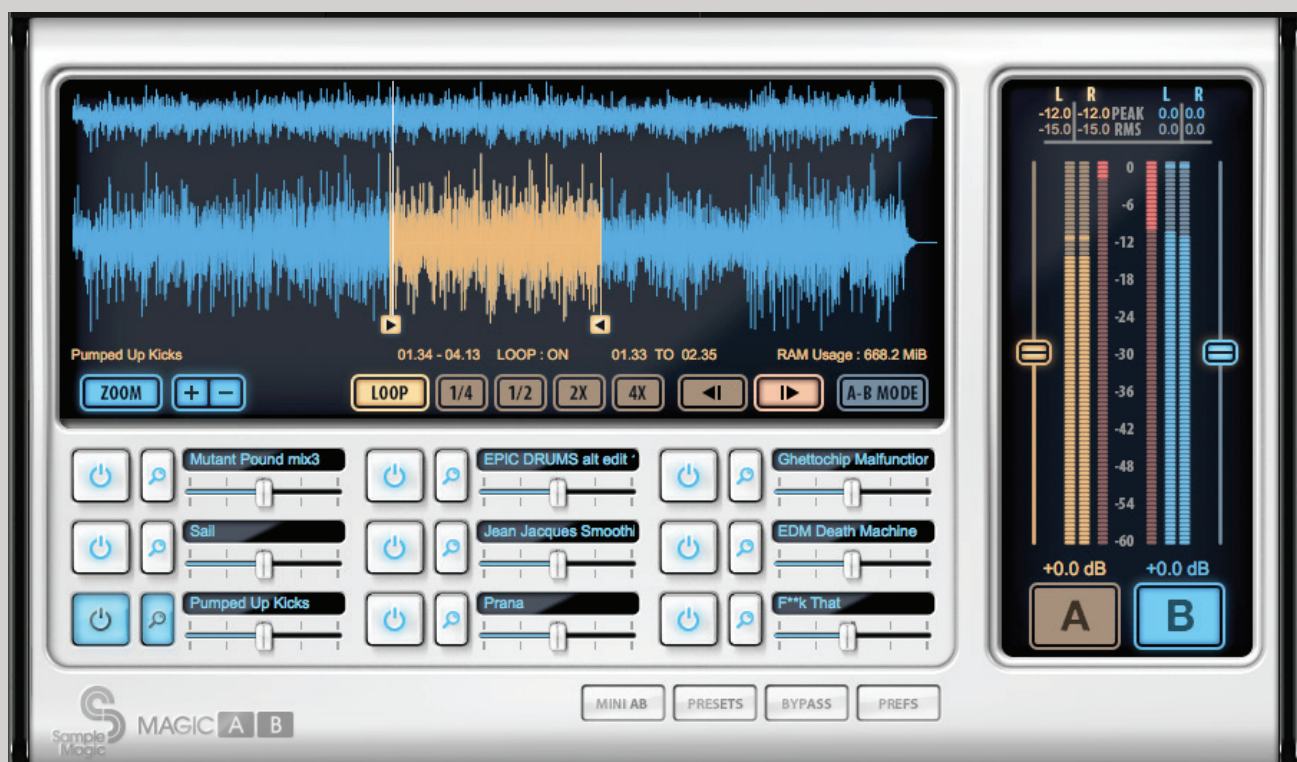 L R L R
-12.0 -12.0 PEAK 0.0 0.0
-15.0 -15.0 RMS 0.0 0.0
0
-6
-12
-18
-24
-30
-36
-42
-48
-54
-60
+0.0 dB +0.0 dB
A B
Pumped Up Kicks 01.34 - 04.13 LOOP : ON 01.33 TO 02.35 RAM Usage : 668.2 MiB
ZOOM + − LOOP 1/4 1/2 2X 4X A-B MODE
Mutant Pound mix3 EPIC DRUMS alt edit Ghettochip Malfunction
Sail Jean Jacques Smooth EDM Death Machine
Pumped Up Kicks Prana F**k That
MINI AB PRESETS BYPASS PREFS
Sample Magic
MAGIC A B